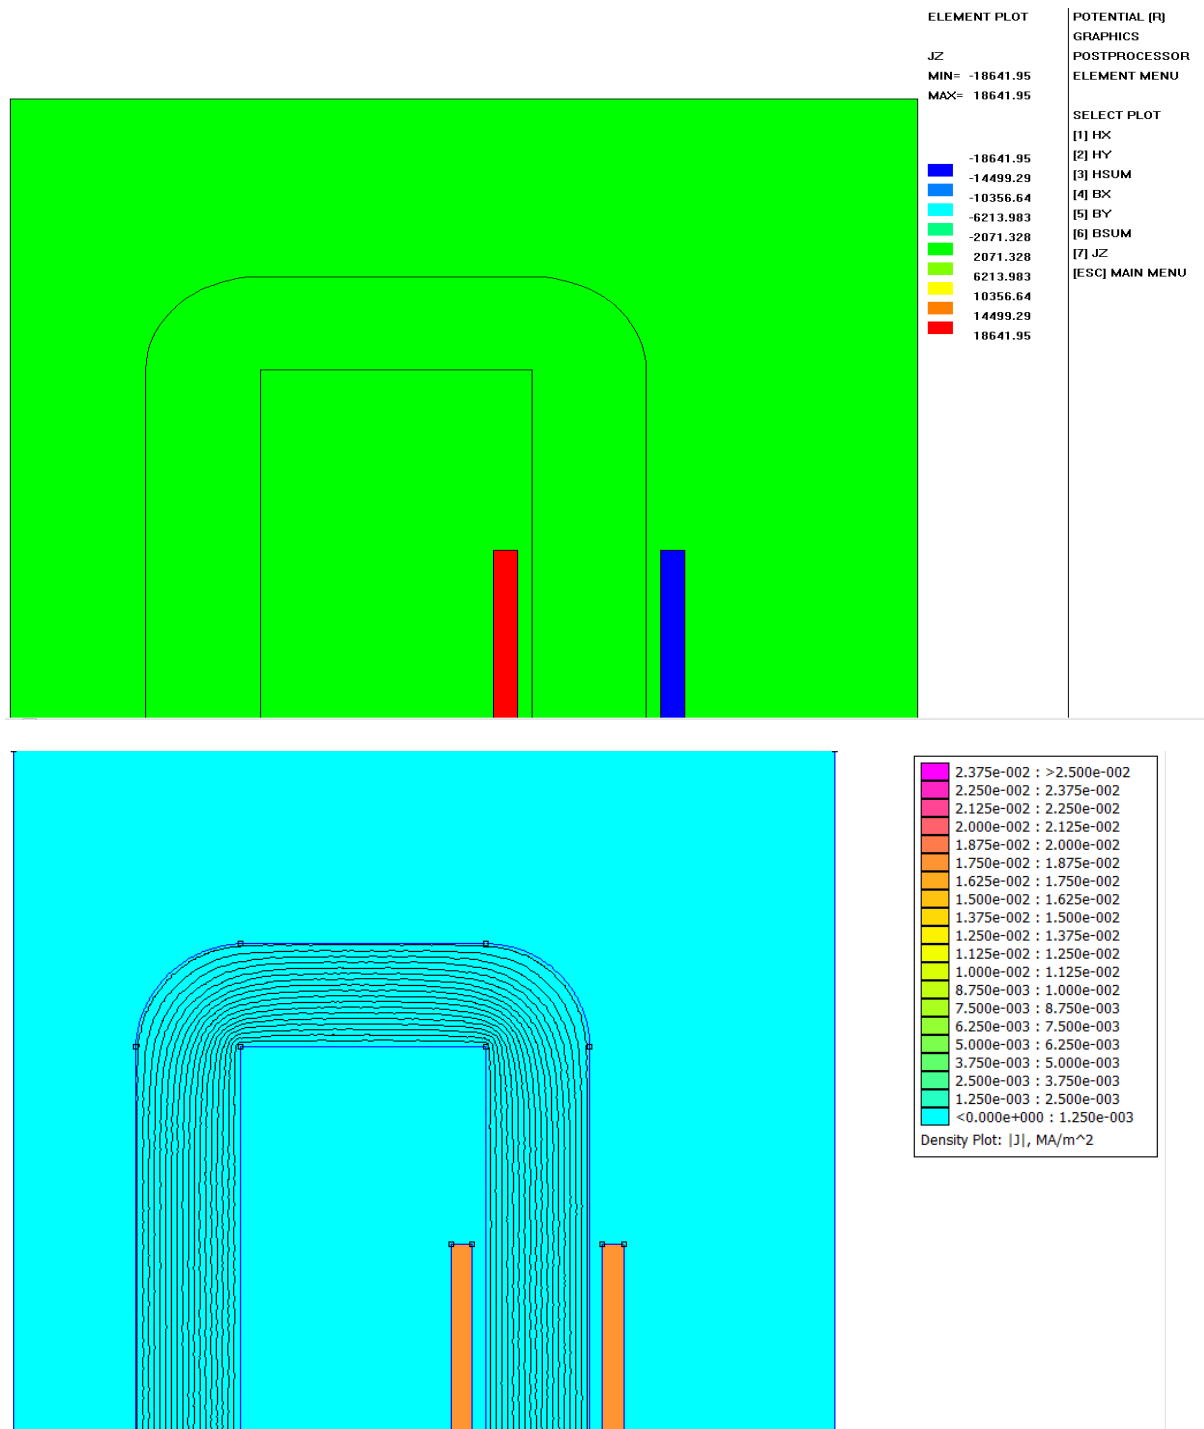 ELEMENT PLOT
JZ
MIN= -18641.95
MAX= 18641.95
-18641.95
-14499.29
-10356.64
-6213.983
-2071.328
2071.328
6213.983
10356.64
14499.29
18641.95
POTENTIAL (R)
GRAPHICS
POSTPROCESSOR
ELEMENT MENU
SELECT PLOT
[1] HX
[2] HY
[3] HSUM
[4] BX
[5] BY
[6] BSUM
[7] JZ
[ESC] MAIN MENU
2.375e-002 : >2.500e-002
2.250e-002 : 2.375e-002
2.125e-002 : 2.250e-002
2.000e-002 : 2.125e-002
1.875e-002 : 2.000e-002
1.750e-002 : 1.875e-002
1.625e-002 : 1.750e-002
1.500e-002 : 1.625e-002
1.375e-002 : 1.500e-002
1.250e-002 : 1.375e-002
1.125e-002 : 1.250e-002
1.000e-002 : 1.125e-002
8.750e-003 : 1.000e-002
7.500e-003 : 8.750e-003
6.250e-003 : 7.500e-003
5.000e-003 : 6.250e-003
3.750e-003 : 5.000e-003
2.500e-003 : 3.750e-003
1.250e-003 : 2.500e-003
<0.000e+000 : 1.250e-003
Density Plot: |J|, MA/m^2